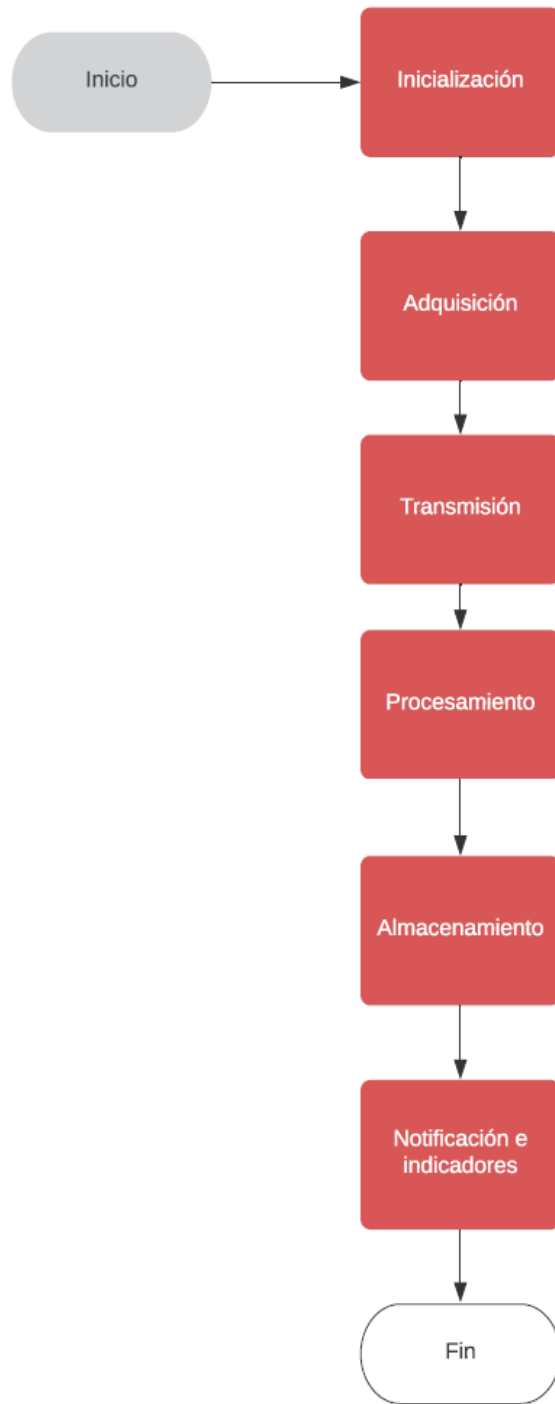 Inicio
Inicialización
Adquisición
Transmisión
Procesamiento
Almacenamiento
Notificación e
indicadores
Fin